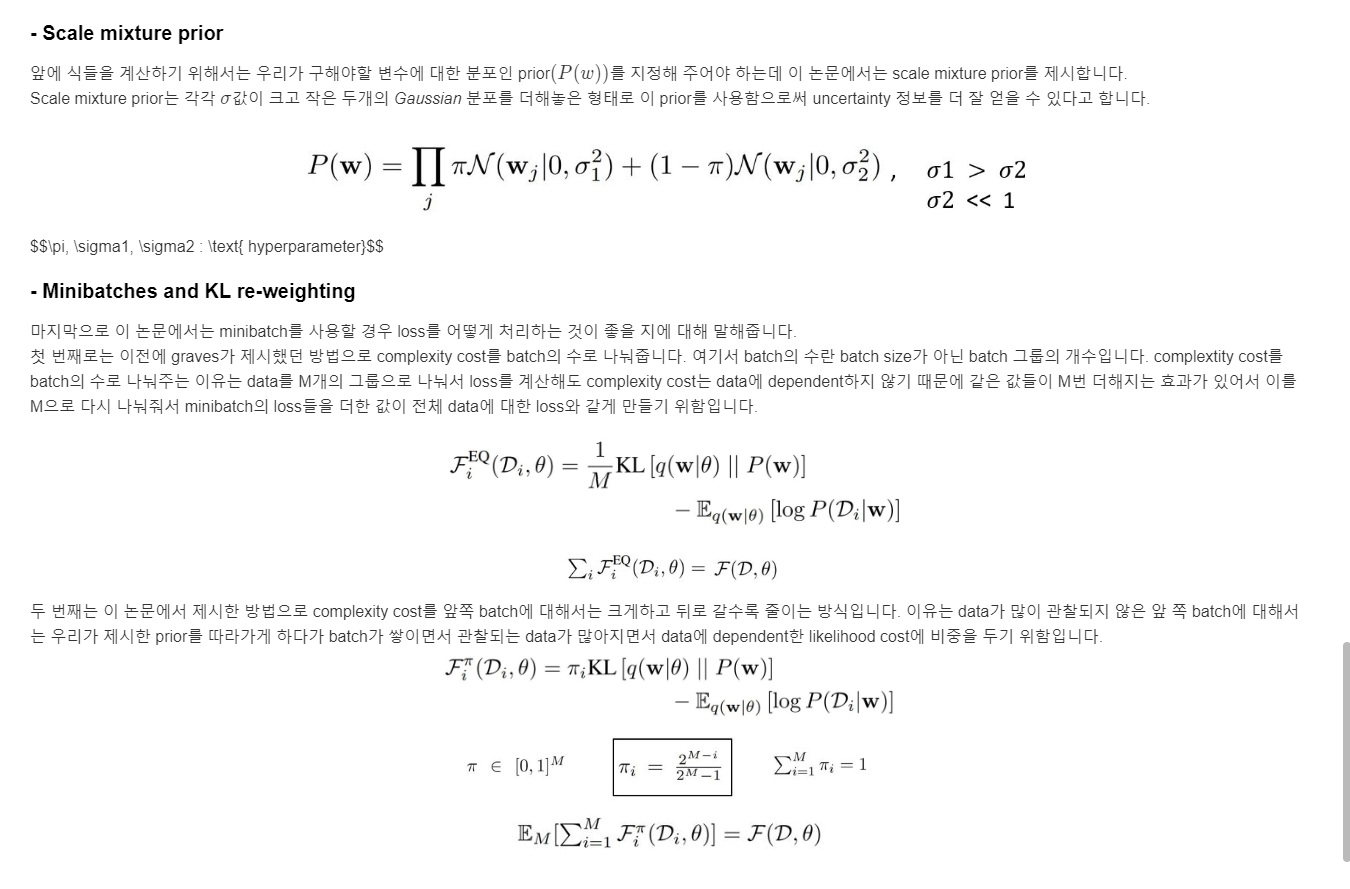 - Scale mixture prior
앞에 식들을 계산하기 위해서는 우리가 구해야할 변수에 대한 분포인 prior(P(w))를 지정해 주어야 하는데 이 논문에서는 scale mixture prior를 제시합니다.
Scale mixture prior는 각각 σ값이 크고 작은 두개의 Gaussian 분포를 더해놓은 형태로 이 prior를 사용함으로써 uncertainty 정보를 더 잘 얻을 수 있다고 합니다.
P(w) = ∏_j πN(w_j|0, σ_1^2) + (1 − π)N(w_j|0, σ_2^2) , σ1 > σ2
σ2 << 1
$$\pi, \sigma1, \sigma2 : \text{ hyperparameter}$$
- Minibatches and KL re-weighting
마지막으로 이 논문에서는 minibatch를 사용할 경우 loss를 어떻게 처리하는 것이 좋을 지에 대해 말해줍니다.
첫 번째로는 이전에 graves가 제시했던 방법으로 complexity cost를 batch의 수로 나눠줍니다. 여기서 batch의 수란 batch size가 아닌 batch 그룹의 개수입니다. complextity cost를
batch의 수로 나눠주는 이유는 data를 M개의 그룹으로 나눠서 loss를 계산해도 complexity cost는 data에 dependent하지 않기 때문에 같은 값들이 M번 더해지는 효과가 있어서 이를
M으로 다시 나눠줘서 minibatch의 loss들을 더한 값이 전체 data에 대한 loss와 같게 만들기 위함입니다.
F_i^EQ(D_i, θ) = 1/M KL [q(w|θ) || P(w)]
− E_q(w|θ) [log P(D_i|w)]
∑_i F_i^EQ(D_i, θ) = F(D, θ)
두 번째는 이 논문에서 제시한 방법으로 complexity cost를 앞쪽 batch에 대해서는 크게하고 뒤로 갈수록 줄이는 방식입니다. 이유는 data가 많이 관찰되지 않은 앞 쪽 batch에 대해서
는 우리가 제시한 prior를 따라가게 하다가 batch가 쌓이면서 관찰되는 data가 많아지면서 data에 dependent한 likelihood cost에 비중을 두기 위함입니다.
F_i^π(D_i, θ) = π_i KL [q(w|θ) || P(w)]
− E_q(w|θ) [log P(D_i|w)]
π ∈ [0, 1]^M π_i = 2^{M−i} / 2^M−1 ∑_{i=1}^M π_i = 1
E_M[∑_{i=1}^M F_i^π(D_i, θ)] = F(D, θ)